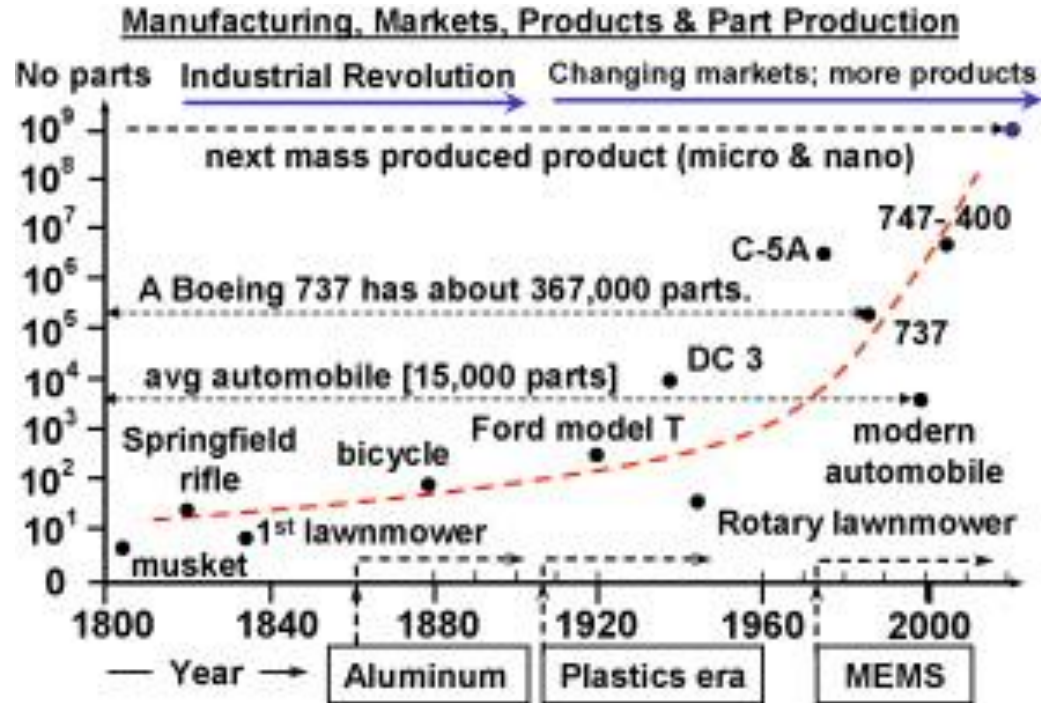 Manufacturing, Markets, Products & Part Production
No parts
Industrial Revolution
Changing markets; more products
10⁹
next mass produced product (micro & nano)
10⁸
10⁷
747-400
C-5A
10⁶
A Boeing 737 has about 367,000 parts.
10⁵
737
DC 3
10⁴
avg automobile [15,000 parts]
10³
Ford model T
modern
automobile
Springfield
rifle
bicycle
10²
10¹
1st lawnmower
Rotary lawnmower
musket
0
1800 1840 1880 1920 1960 2000
Year
Aluminum
Plastics era
MEMS